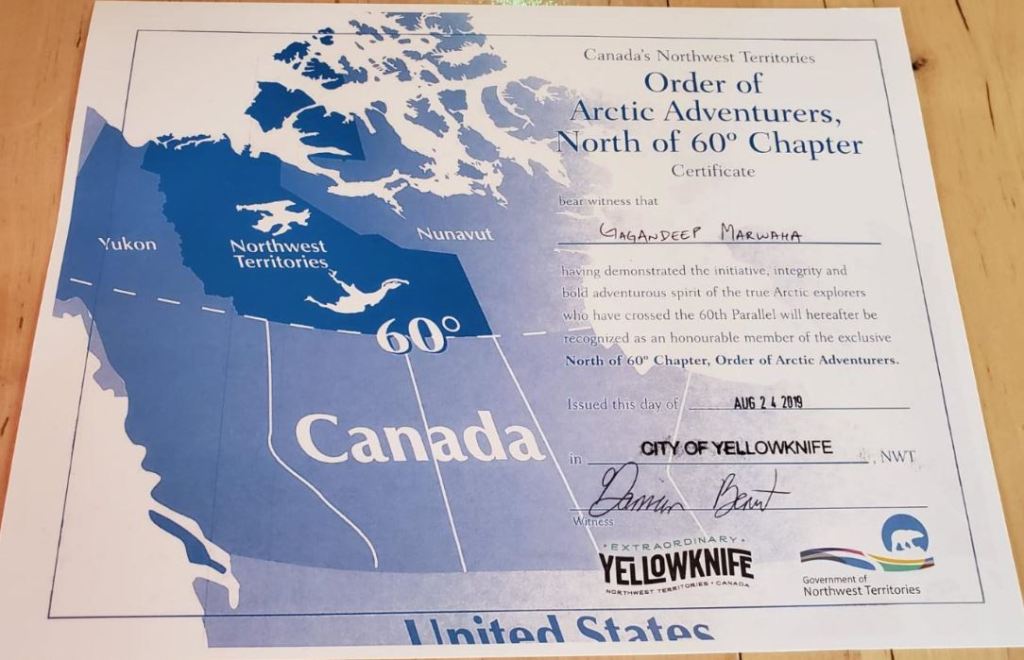 Canada's Northwest Territories
Order of
Arctic Adventurers,
North of 60° Chapter
Certificate
bear witness that
GAGANDEEP MARWAHA
having demonstrated the initiative, integrity and
bold adventurous spirit of the true Arctic explorers
who have crossed the 60th Parallel will hereafter be
recognized as an honourable member of the exclusive
North of 60° Chapter, Order of Arctic Adventurers.
Issued this day of AUG 24 2019
in CITY OF YELLOWKNIFE, NWT
Witness
• EXTRAORDINARY •
YELLOWKNIFE
NORTHWEST TERRITORIES • CANADA
Government of
Northwest Territories
Yukon
Northwest
Territories
Nunavut
60°
Canada
United States